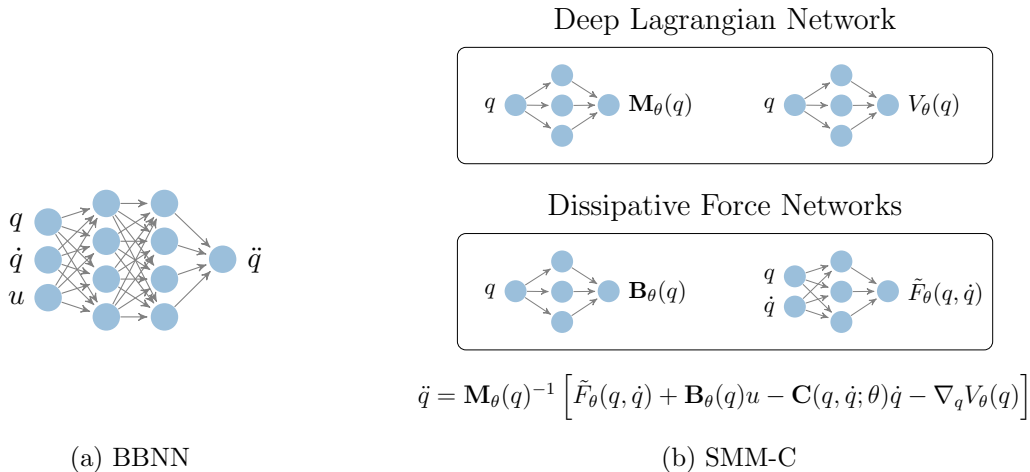 Deep Lagrangian Network
q M_θ(q) q V_θ(q)
Dissipative Force Networks
q B_θ(q) q q̇ F̃_θ(q, q̇)
q
q̇
u
q̈
q̈ = M_θ(q)⁻¹ [ F̃_θ(q, q̇) + B_θ(q)u − C(q, q̇; θ)q̇ − ∇_q V_θ(q) ]
(a) BBNN
(b) SMM-C